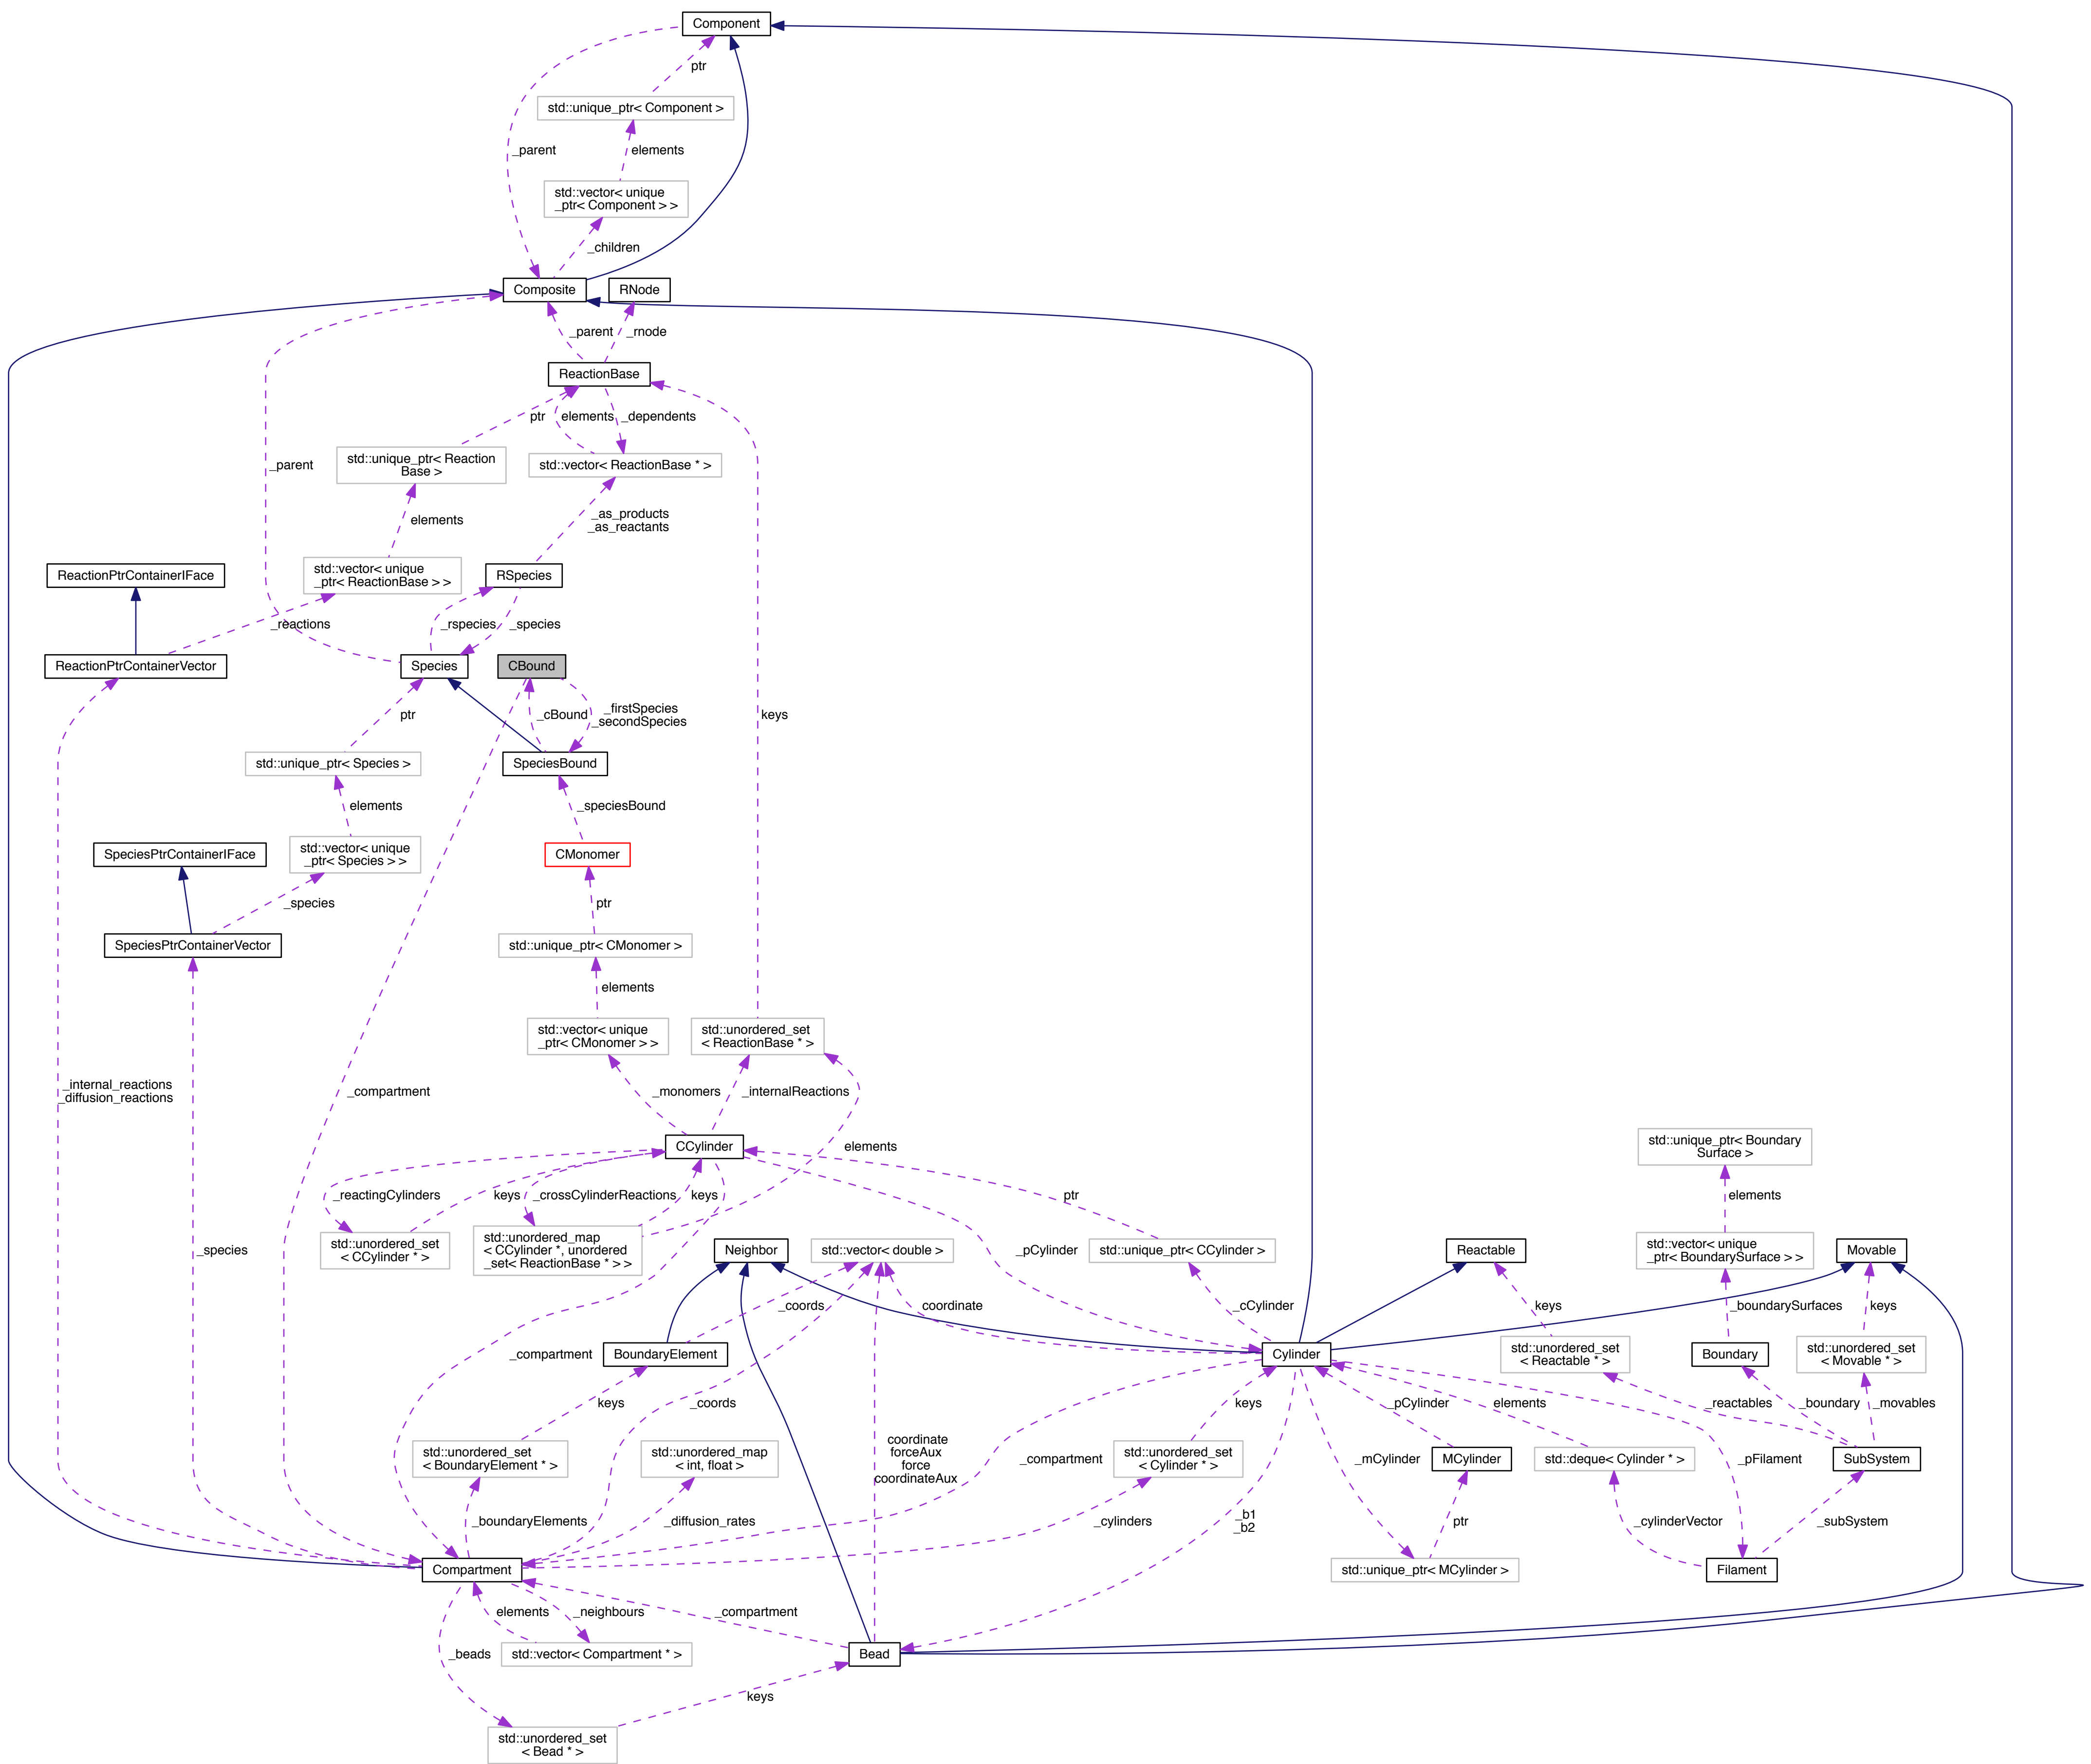 Component
ptr
std::unique_ptr< Component >
_parent
elements
std::vector< unique
_ptr< Component > >
_children
Composite
RNode
_parent
_rnode
ReactionBase
ptr
elements
_dependents
_parent
std::unique_ptr< Reaction
Base >
std::vector< ReactionBase * >
elements
_as_products
_as_reactants
ReactionPtrContainerIFace
std::vector< unique
_ptr< ReactionBase > >
RSpecies
_reactions
_rspecies
_species
ReactionPtrContainerVector
Species
CBound
ptr
_cBound
_firstSpecies
_secondSpecies
keys
std::unique_ptr< Species >
SpeciesBound
elements
_speciesBound
SpeciesPtrContainerIFace
std::vector< unique
_ptr< Species > >
CMonomer
_species
ptr
SpeciesPtrContainerVector
std::unique_ptr< CMonomer >
elements
std::vector< unique
_ptr< CMonomer > >
std::unordered_set
< ReactionBase * >
_internal_reactions
_diffusion_reactions
_compartment
_monomers
_internalReactions
CCylinder
elements
std::unique_ptr< Boundary
Surface >
_reactingCylinders
keys
_crossCylinderReactions
keys
ptr
elements
_species
std::unordered_set
< CCylinder * >
std::unordered_map
< CCylinder *, unordered
_set< ReactionBase * > >
Neighbor
std::vector< double >
_pCylinder
std::unique_ptr< CCylinder >
Reactable
std::vector< unique
_ptr< BoundarySurface > >
Movable
_coords
coordinate
_cCylinder
keys
_boundarySurfaces
keys
_compartment
BoundaryElement
Cylinder
std::unordered_set
< Reactable * >
Boundary
std::unordered_set
< Movable * >
keys
_coords
keys
_pCylinder
elements
_reactables
_boundary
_movables
std::unordered_set
< BoundaryElement * >
std::unordered_map
< int, float >
coordinate
forceAux
force
coordinateAux
_compartment
std::unordered_set
< Cylinder * >
_mCylinder
MCylinder
std::deque< Cylinder * >
_pFilament
SubSystem
_boundaryElements
_diffusion_rates
_cylinders
_b1
_b2
ptr
_cylinderVector
_subSystem
Compartment
std::unique_ptr< MCylinder >
Filament
elements
_neighbours
_compartment
_beads
std::vector< Compartment * >
Bead
keys
std::unordered_set
< Bead * >